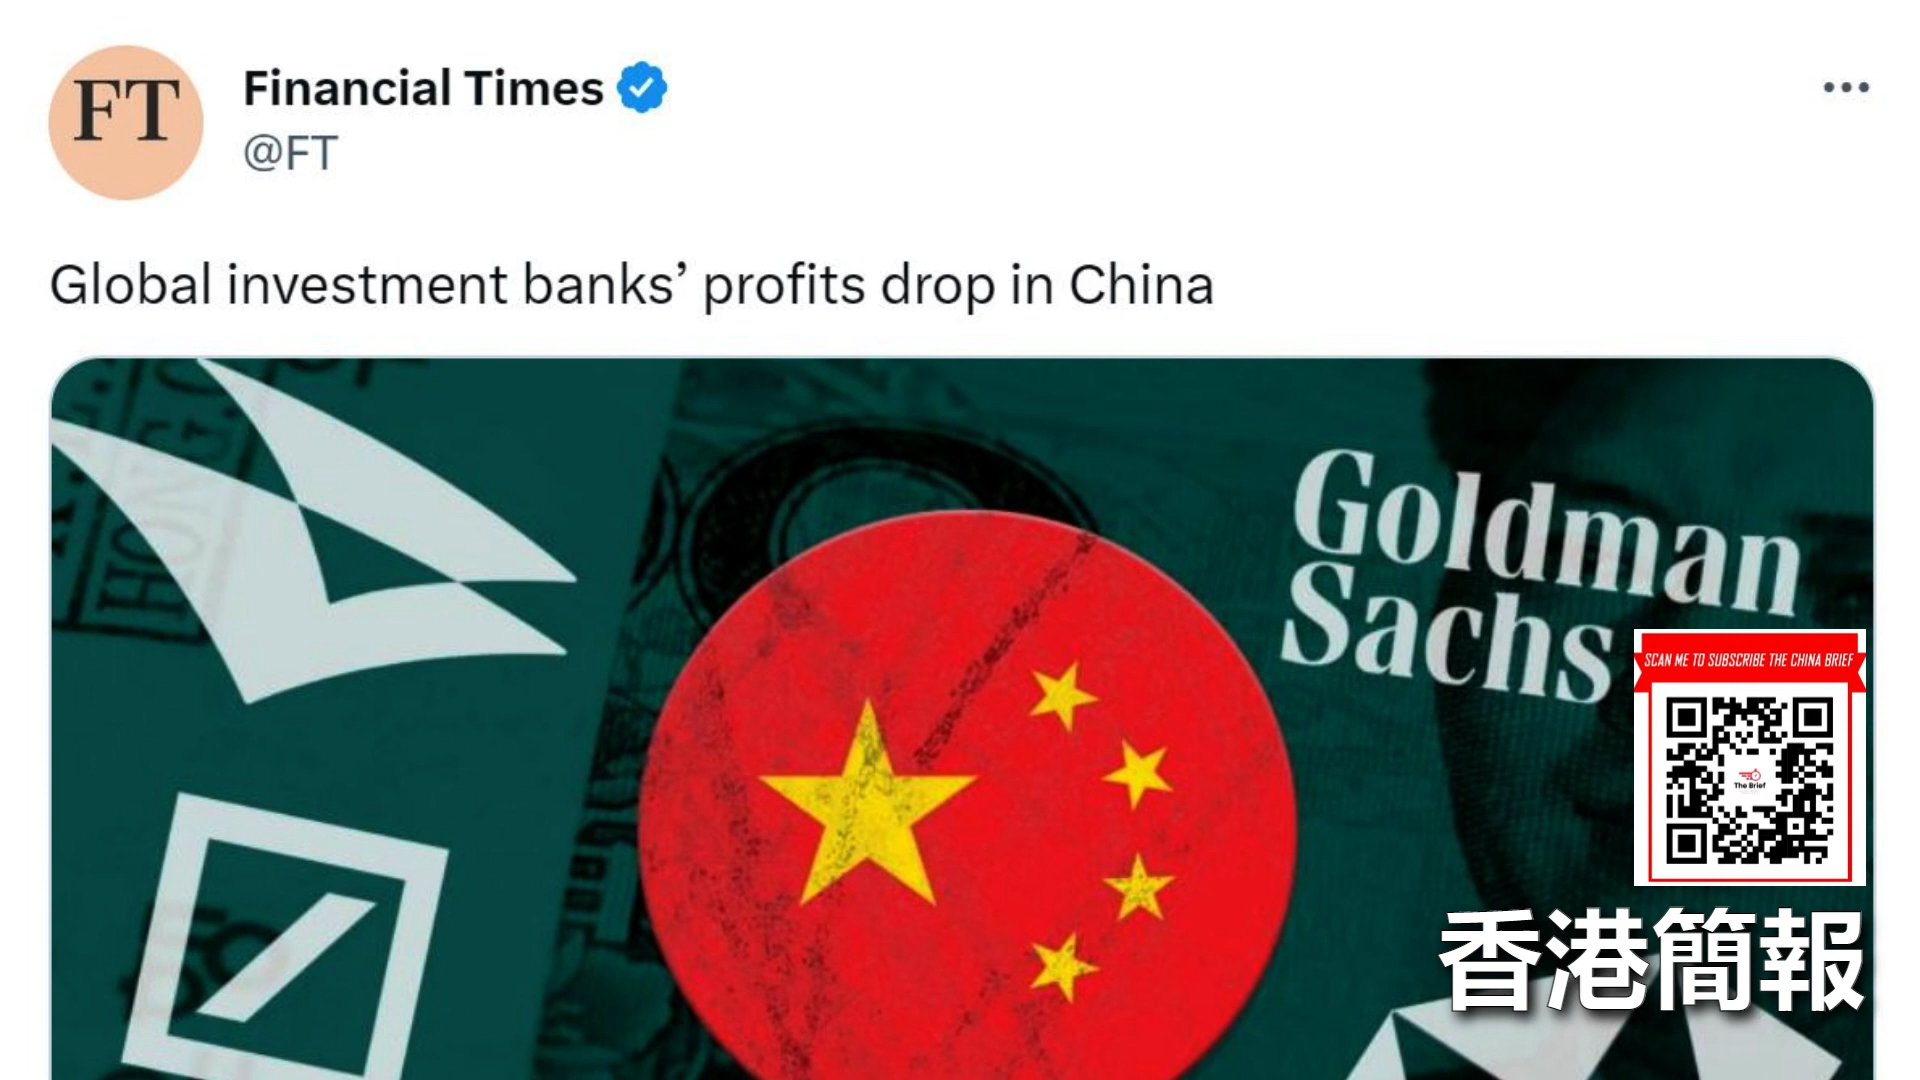 FT
Financial Times
@FT
Global investment banks’ profits drop in China
HONG
Goldman
Sachs
SCAN ME TO SUBSCRIBE THE CHINA BRIEF
The Brief
香港簡報